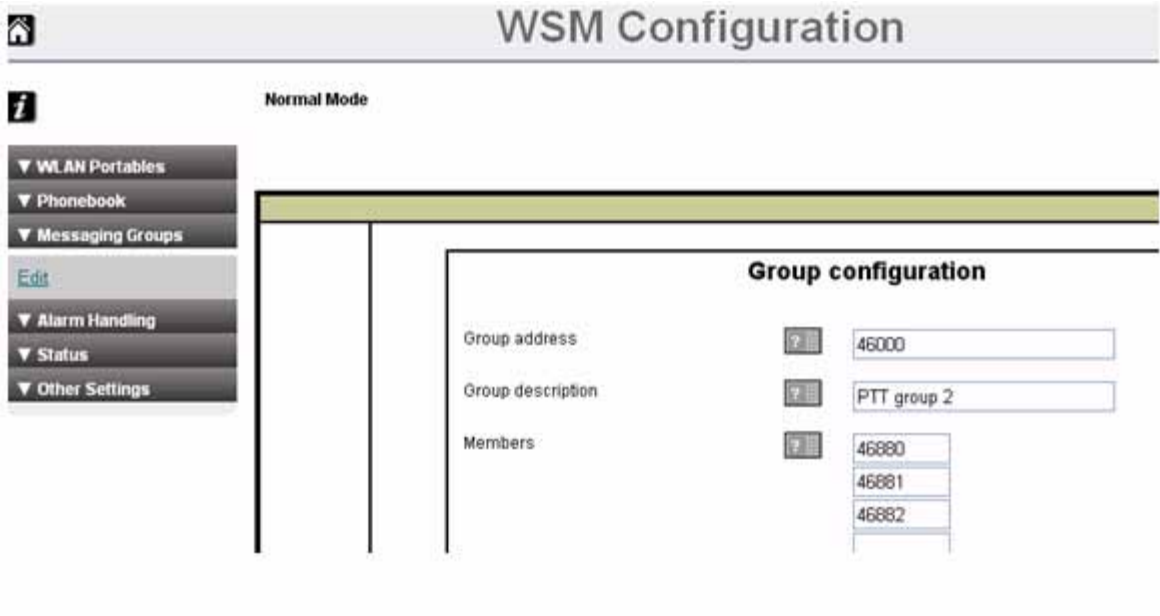 WSM Configuration
i
Normal Mode
▼ WLAN Portables
▼ Phonebook
▼ Messaging Groups
Edit
▼ Alarm Handling
▼ Status
▼ Other Settings
Group configuration
Group address ? 46000
Group description ? PTT group 2
Members ? 46880
46881
46882